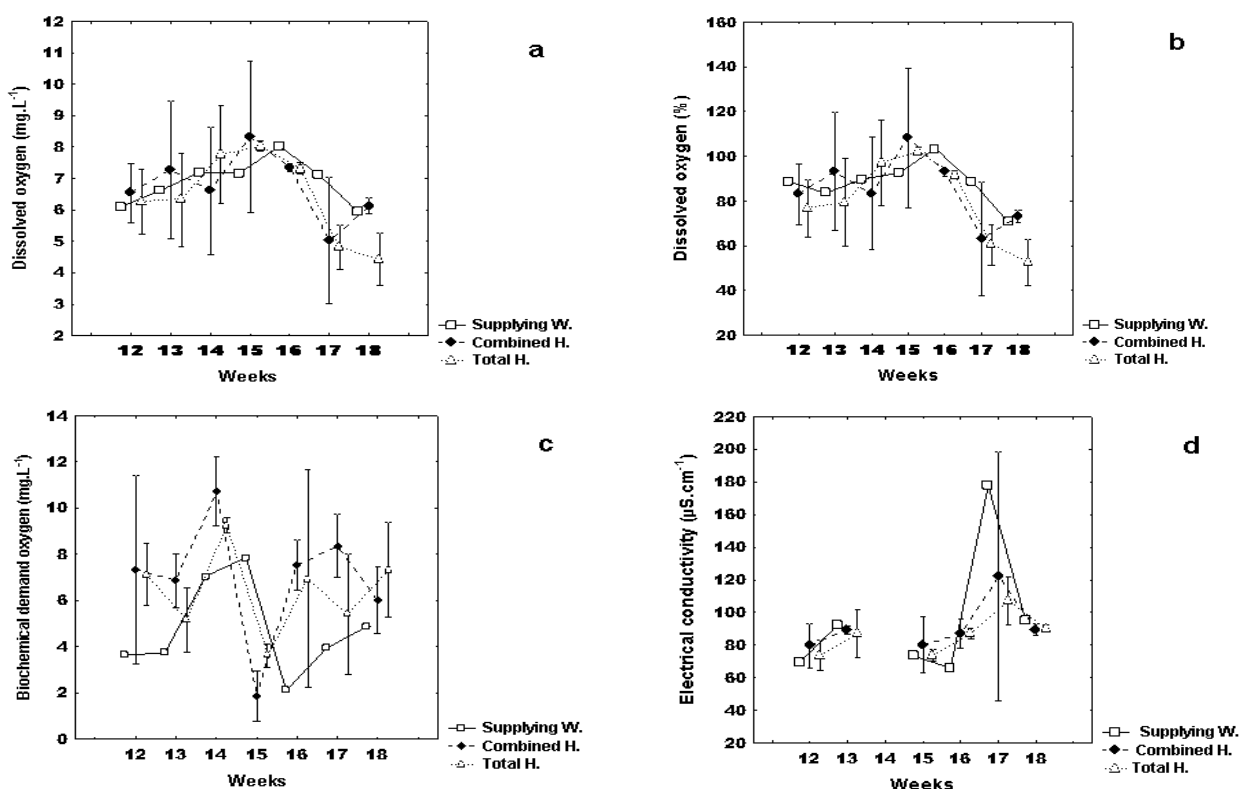 a
Dissolved oxygen (mg.L-1)
12
11
10
9
8
7
6
5
4
3
2
12 13 14 15 16 17 18
Weeks
Supplying W.
Combined H.
Total H.
b
Dissolved oxygen (%)
160
140
120
100
80
60
40
20
12 13 14 15 16 17 18
Weeks
Supplying W.
Combined H.
Total H.
c
Biochemical demand oxygen (mg.L-1)
14
12
10
8
6
4
2
0
12 13 14 15 16 17 18
Weeks
Supplying W.
Combined H.
Total H.
d
Electrical conductivity (µS.cm-1)
220
200
180
160
140
120
100
80
60
40
20
12 13 14 15 16 17 18
Weeks
Supplying W.
Combined H.
Total H.